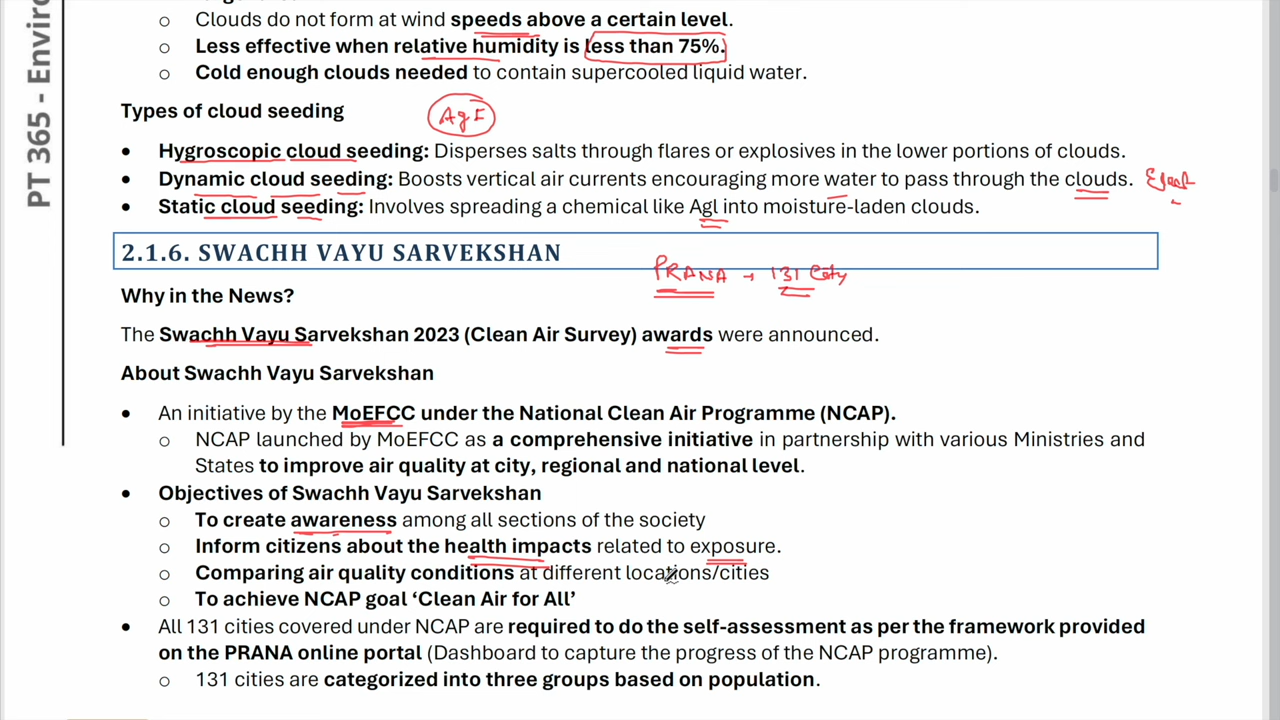 PT 365 - Enviro
o Clouds do not form at wind speeds above a certain level.
o Less effective when relative humidity is less than 75%.
o Cold enough clouds needed to contain supercooled liquid water.
Types of cloud seeding
AgI
• Hygroscopic cloud seeding: Disperses salts through flares or explosives in the lower portions of clouds.
• Dynamic cloud seeding: Boosts vertical air currents encouraging more water to pass through the clouds.
• Static cloud seeding: Involves spreading a chemical like AgI into moisture-laden clouds.
2.1.6. SWACHH VAYU SARVEKSHAN
PRANA → 131 City
Why in the News?
The Swachh Vayu Sarvekshan 2023 (Clean Air Survey) awards were announced.
About Swachh Vayu Sarvekshan
• An initiative by the MoEFCC under the National Clean Air Programme (NCAP).
o NCAP launched by MoEFCC as a comprehensive initiative in partnership with various Ministries and
States to improve air quality at city, regional and national level.
• Objectives of Swachh Vayu Sarvekshan
o To create awareness among all sections of the society
o Inform citizens about the health impacts related to exposure.
o Comparing air quality conditions at different locations/cities
o To achieve NCAP goal ‘Clean Air for All’
• All 131 cities covered under NCAP are required to do the self-assessment as per the framework provided
on the PRANA online portal (Dashboard to capture the progress of the NCAP programme).
o 131 cities are categorized into three groups based on population.